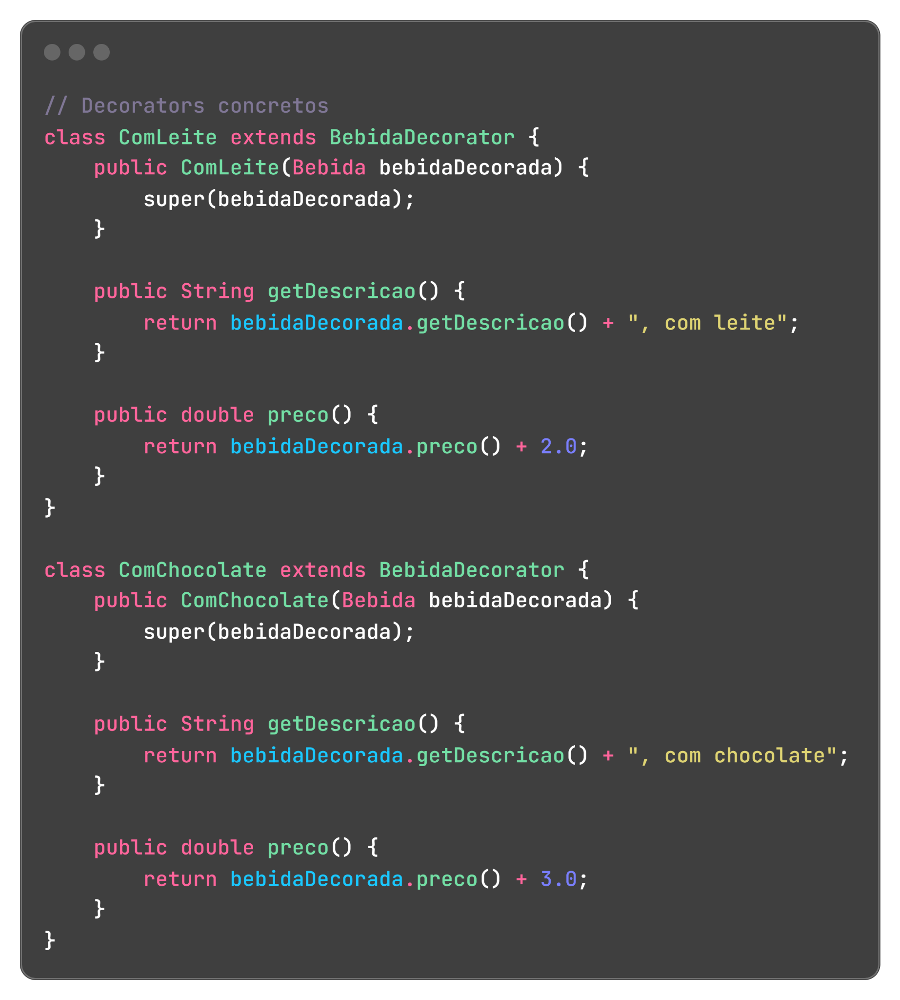 // Decorators concretos
class ComLeite extends BebidaDecorator {
    public ComLeite(Bebida bebidaDecorada) {
        super(bebidaDecorada);
    }

    public String getDescricao() {
        return bebidaDecorada.getDescricao() + ", com leite";
    }

    public double preco() {
        return bebidaDecorada.preco() + 2.0;
    }
}

class ComChocolate extends BebidaDecorator {
    public ComChocolate(Bebida bebidaDecorada) {
        super(bebidaDecorada);
    }

    public String getDescricao() {
        return bebidaDecorada.getDescricao() + ", com chocolate";
    }

    public double preco() {
        return bebidaDecorada.preco() + 3.0;
    }
}